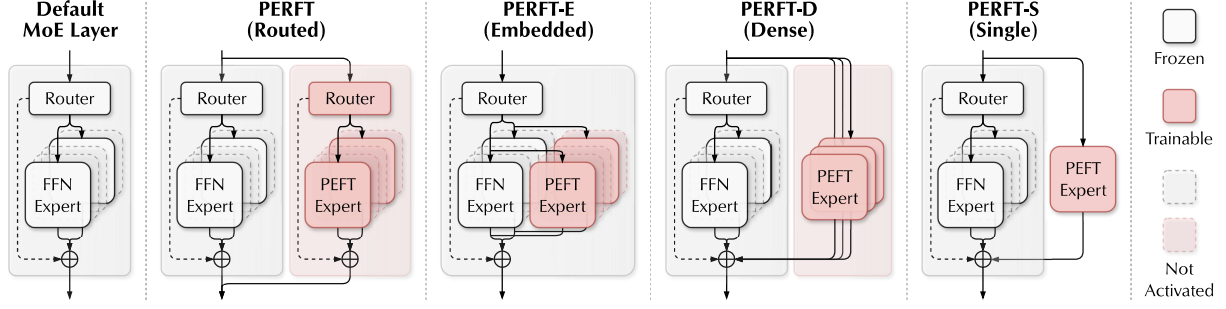 Default
MoE Layer
Router
FFN
Expert
PERFT
(Routed)
Router
FFN
Expert
Router
PEFT
Expert
PERFT-E
(Embedded)
Router
FFN
Expert
PEFT
Expert
PERFT-D
(Dense)
Router
FFN
Expert
PEFT
Expert
PERFT-S
(Single)
Router
FFN
Expert
PEFT
Expert
Frozen
Trainable
Not
Activated